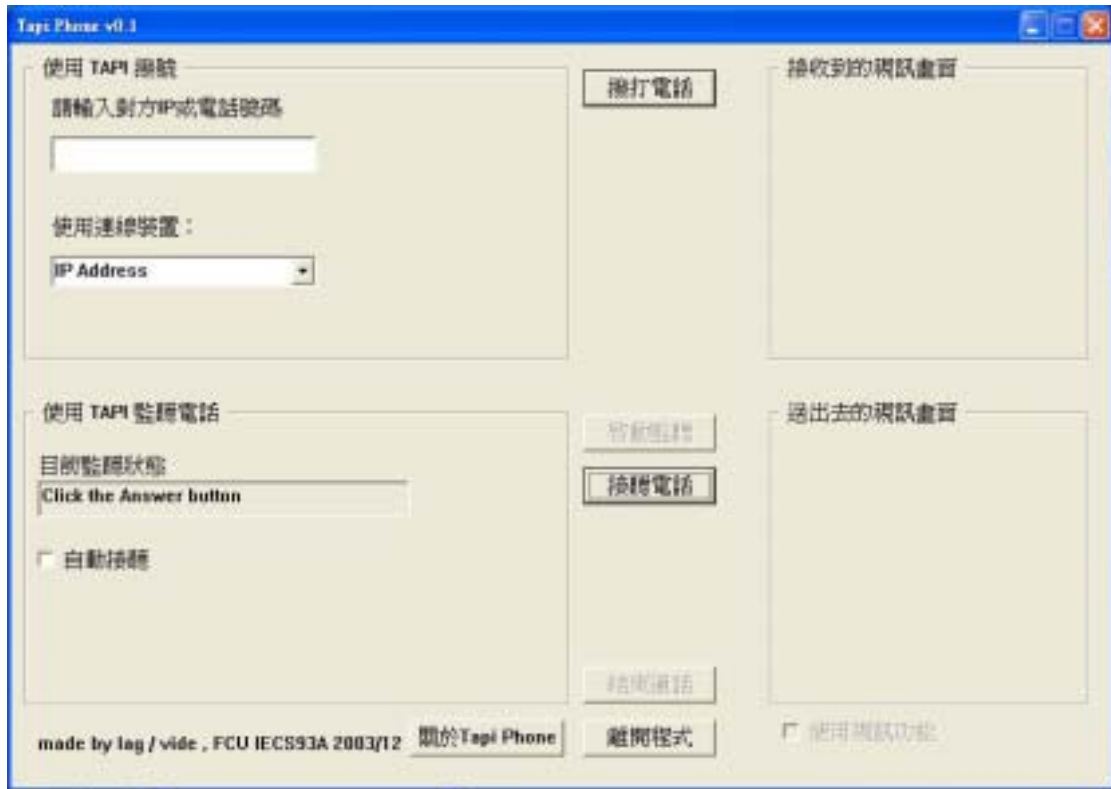 Tapi Phone v0.1
使用 TAPI 撥號
請輸入對方IP或電話號碼
使用連線裝置：
IP Address
撥打電話
接收到的視訊畫面
使用 TAPI 監聽電話
目前監聽狀態
Click the Answer button
自動接聽
啟動監聽
接聽電話
結束通話
送出去的視訊畫面
made by lag / vide , FCU IECS93A 2003/12
關於Tapi Phone
離開程式
使用視訊功能